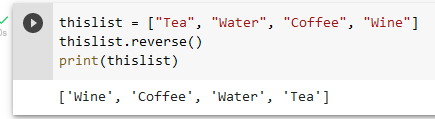 thislist = ["Tea", "Water", "Coffee", "Wine"]
thislist.reverse()
print(thislist)
['Wine', 'Coffee', 'Water', 'Tea']